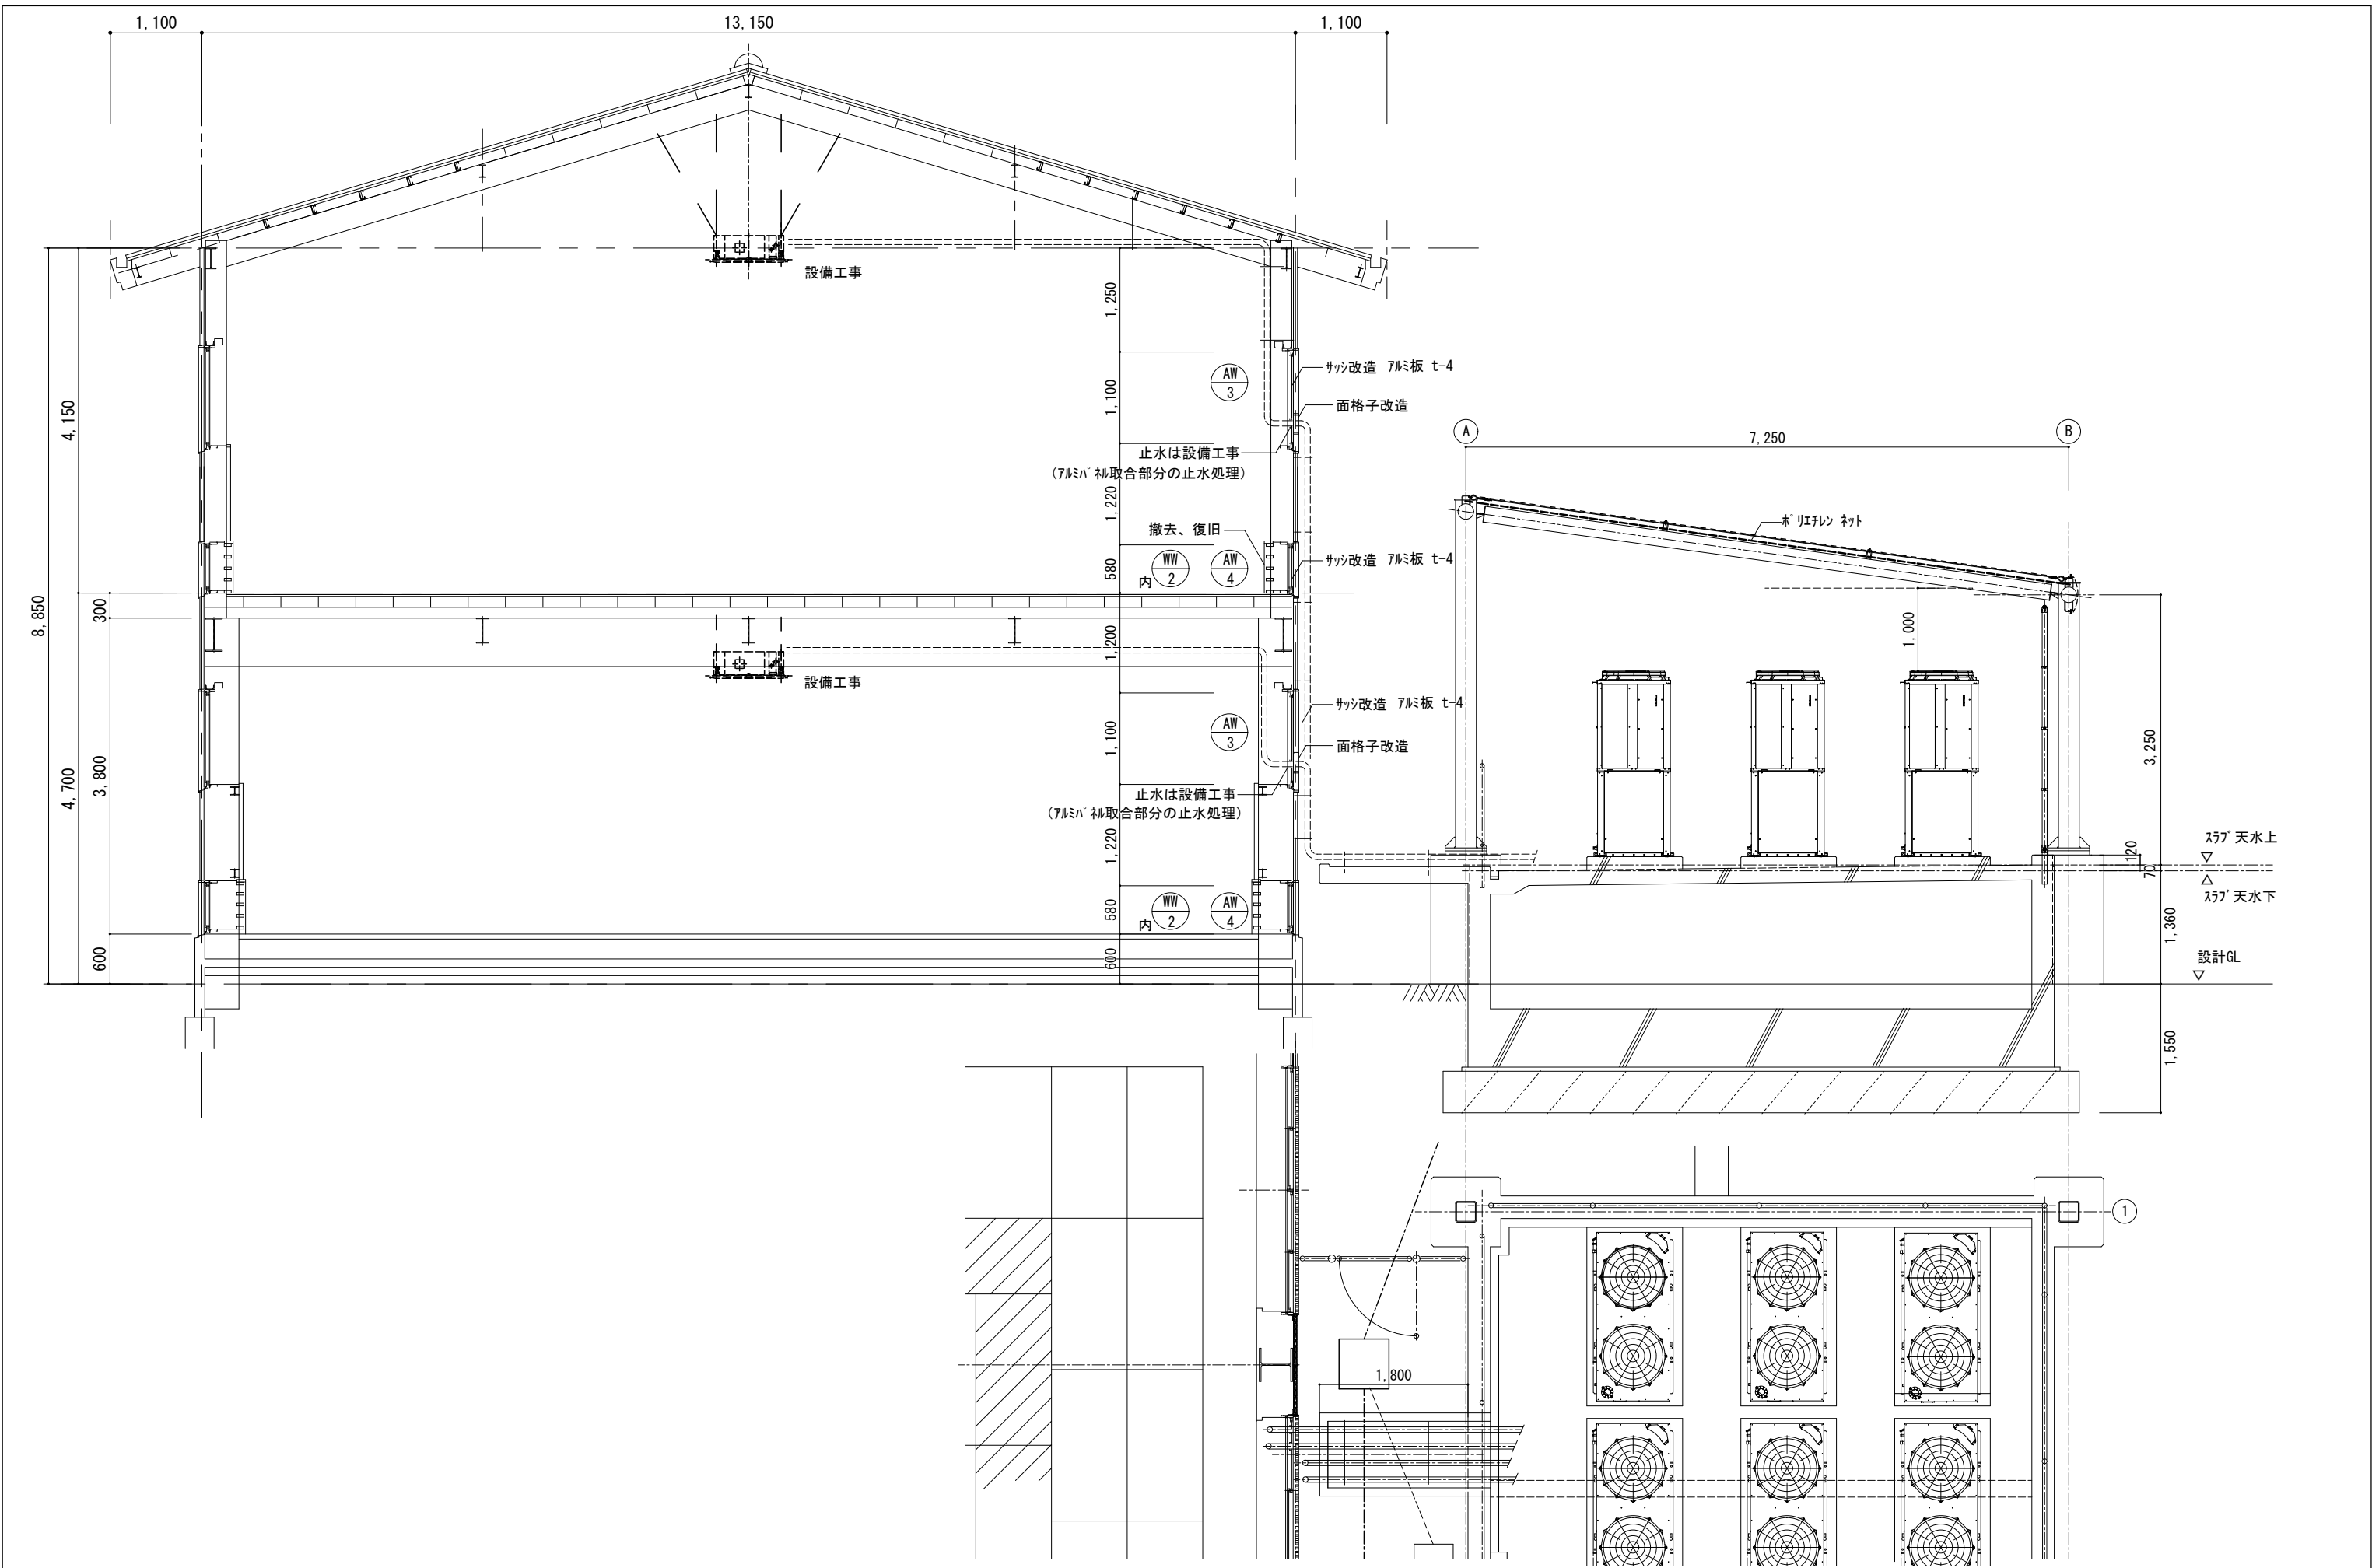 1,100
13,150
1,100
設備工事
1,250
8,850
4,150
AW
3
1,100
サッシ改造 アルミ板 t-4
面格子改造
止水は設備工事
(アルミパネル取合部分の止水処理)
1,220
撤去、復旧
サッシ改造 アルミ板 t-4
580
内
WW
2
AW
4
A
7,250
B
ポリエチレン ネット
300
1,200
設備工事
1,000
4,700
3,800
AW
3
1,100
サッシ改造 アルミ板 t-4
面格子改造
止水は設備工事
(アルミパネル取合部分の止水処理)
3,250
1,220
120
スラブ天水上
70
スラブ天水下
580
内
WW
2
AW
4
1,360
600
600
設計GL
1,550
1
1,800